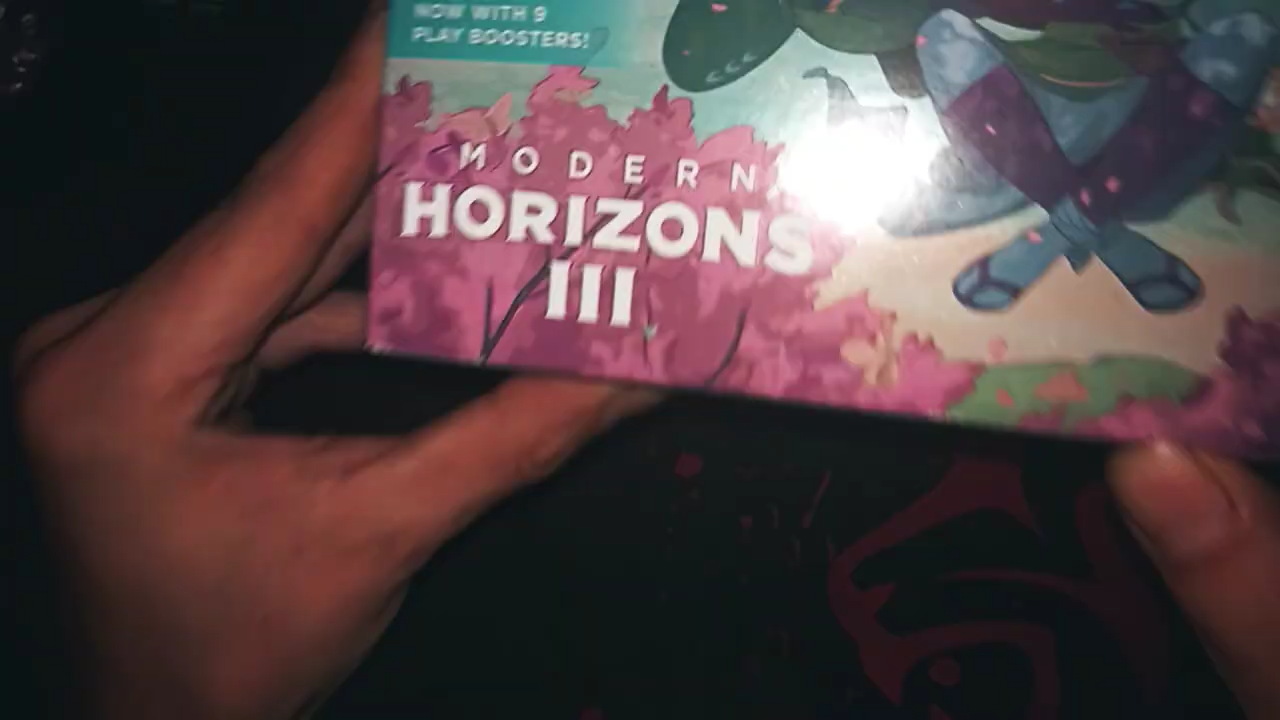 NOW WITH 9
PLAY BOOSTERS!
MODERN
HORIZONS
III